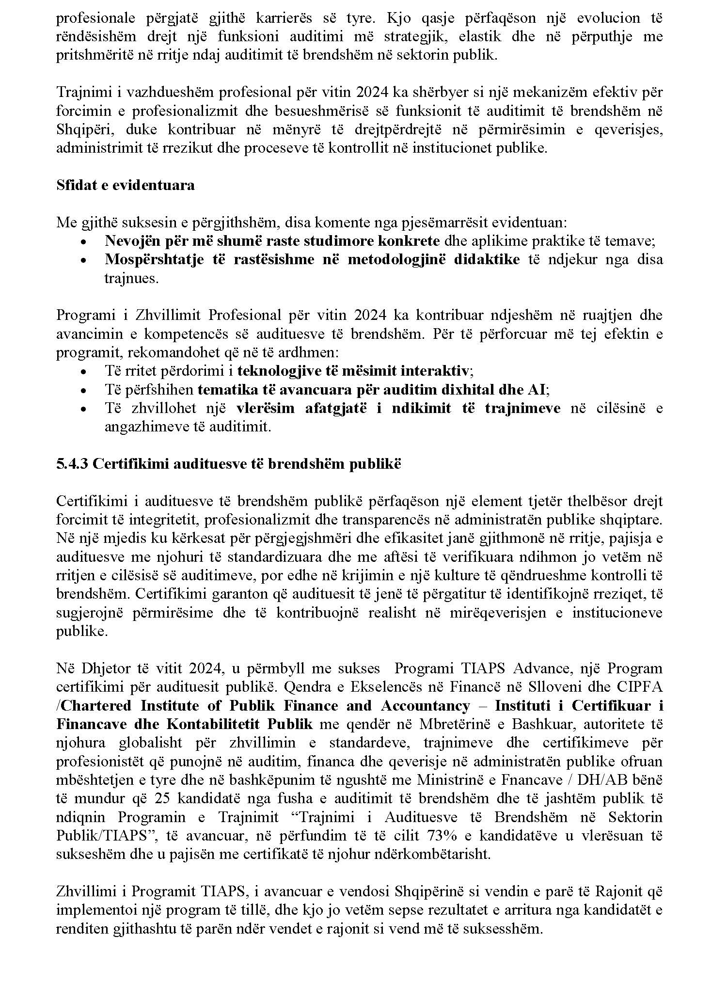 profesionale përgjatë gjithë karrierës së tyre. Kjo qasje përfaqëson një evolucion të
rëndësishëm drejt një funksioni auditimi më strategjik, elastik dhe në përputhje me
pritshmëritë në rritje ndaj auditimit të brendshëm në sektorin publik.
Trajnimi i vazhdueshëm profesional për vitin 2024 ka shërbyer si një mekanizëm efektiv për
forcimin e profesionalizmit dhe besueshmërisë së funksionit të auditimit të brendshëm në
Shqipëri, duke kontribuar në mënyrë të drejtpërdrejtë në përmirësimin e qeverisjes,
administrimit të rrezikut dhe proceseve të kontrollit në institucionet publike.
Sfidat e evidentuara
Me gjithë suksesin e përgjithshëm, disa komente nga pjesëmarrësit evidentuan:
• Nevojën për më shumë raste studimore konkrete dhe aplikime praktike të temave;
• Mospërshtatje të rastësishme në metodologjinë didaktike të ndjekur nga disa
trajnues.
Programi i Zhvillimit Profesional për vitin 2024 ka kontribuar ndjeshëm në ruajtjen dhe
avancimin e kompetencës së audituesve të brendshëm. Për të përforcuar më tej efektin e
programit, rekomandohet që në të ardhmen:
• Të rritet përdorimi i teknologjive të mësimit interaktiv;
• Të përfshihen tematika të avancuara për auditim dixhital dhe AI;
• Të zhvillohet një vlerësim afatgjatë i ndikimit të trajnimeve në cilësinë e
angazhimeve të auditimit.
5.4.3 Certifikimi audituesve të brendshëm publikë
Certifikimi i audituesve të brendshëm publikë përfaqëson një element tjetër thelbësor drejt
forcimit të integritetit, profesionalizmit dhe transparencës në administratën publike shqiptare.
Në një mjedis ku kërkesat për përgjegjshmëri dhe efikasitet janë gjithmonë në rritje, pajisja e
audituesve me njohuri të standardizuara dhe me aftësi të verifikuara ndihmon jo vetëm në
rritjen e cilësisë së auditimeve, por edhe në krijimin e një kulture të qëndrueshme kontrolli të
brendshëm. Certifikimi garanton që audituesit të jenë të përgatitur të identifikojnë rreziqet, të
sugjerojnë përmirësime dhe të kontribuojnë realisht në mirëqeverisjen e institucioneve
publike.
Në Dhjetor të vitit 2024, u përmbyll me sukses  Programi TIAPS Advance, një Program
certifikimi për audituesit publikë. Qendra e Ekselencës në Financë në Slloveni dhe CIPFA
/Chartered Institute of Publik Finance and Accountancy – Instituti i Certifikuar i
Financave dhe Kontabilitetit Publik me qendër në Mbretërinë e Bashkuar, autoritete të
njohura globalisht për zhvillimin e standardeve, trajnimeve dhe certifikimeve për
profesionistët që punojnë në auditim, financa dhe qeverisje në administratën publike ofruan
mbështetjen e tyre dhe në bashkëpunim të ngushtë me Ministrinë e Fnancave / DH/AB bënë
të mundur që 25 kandidatë nga fusha e auditimit të brendshëm dhe të jashtëm publik të
ndiqnin Programin e Trajnimit “Trajnimi i Audituesve të Brendshëm në Sektorin
Publik/TIAPS”, të avancuar, në përfundim të të cilit 73% e kandidatëve u vlerësuan të
sukseshëm dhe u pajisën me certifikatë të njohur ndërkombëtarisht.
Zhvillimi i Programit TIAPS, i avancuar e vendosi Shqipërinë si vendin e parë të Rajonit që
implementoi një program të tillë, dhe kjo jo vetëm sepse rezultatet e arritura nga kandidatët e
renditen gjithashtu të parën ndër vendet e rajonit si vend më të suksesshëm.